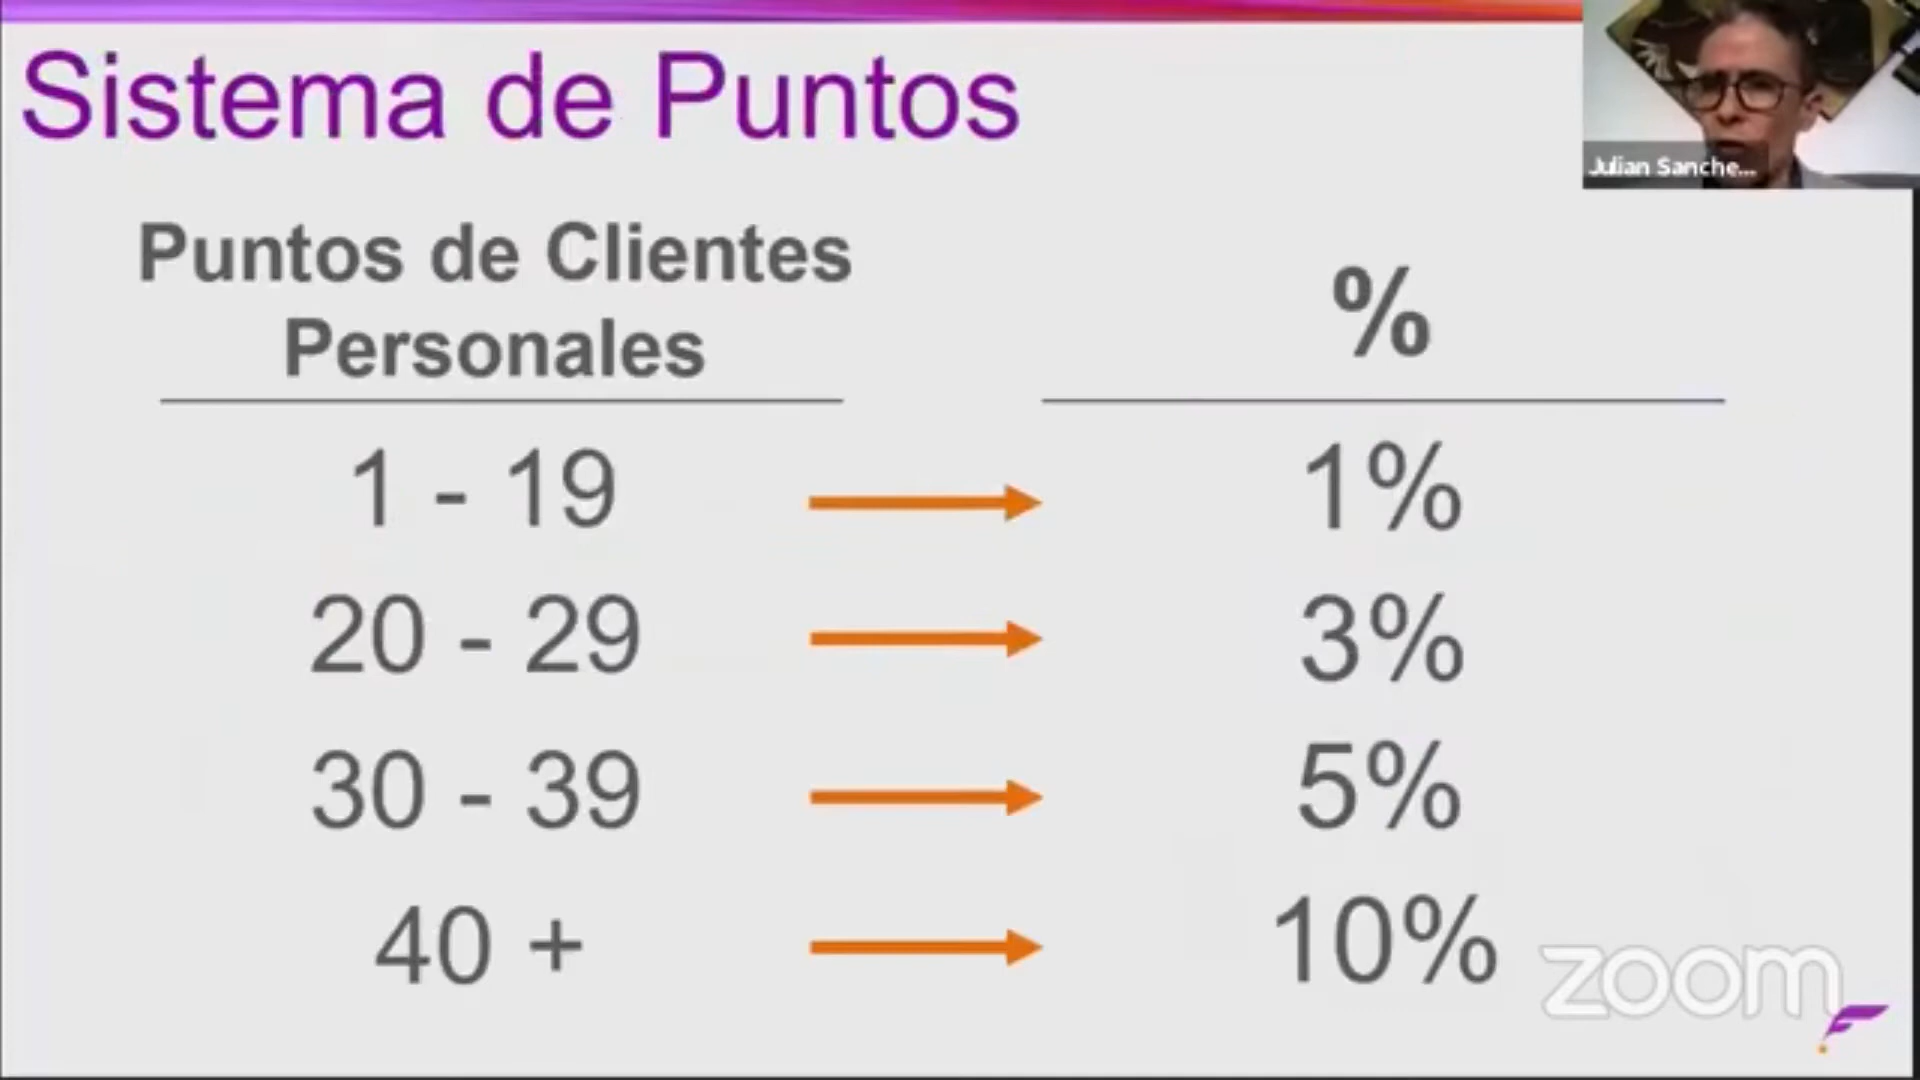 Sistema de Puntos
Julian Sanche...
Puntos de Clientes
Personales
%
1 - 19
1%
20 - 29
3%
30 - 39
5%
40 +
10%
zoom